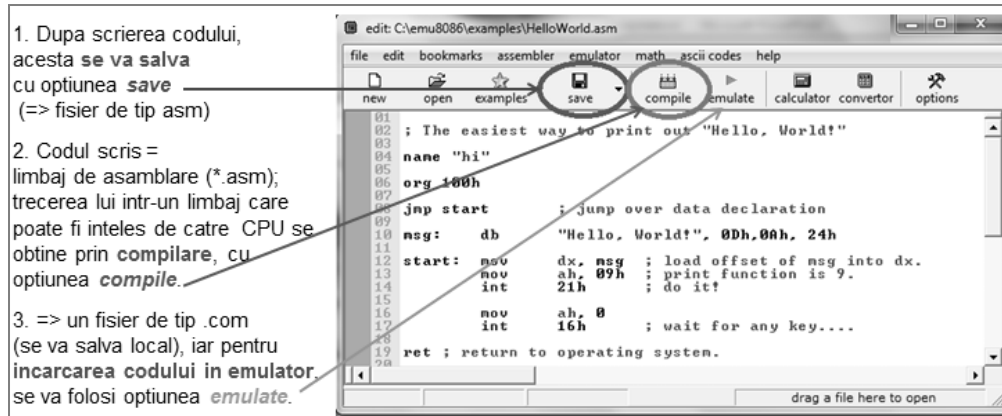 1. Dupa scrierea codului,
acesta se va salva
cu optiunea save
(=> fisier de tip asm)
2. Codul scris =
limbaj de asamblare (*.asm);
trecerea lui intr-un limbaj care
poate fi inteles de catre CPU se
obtine prin compilare, cu
optiunea compile.
3. => un fisier de tip .com
(se va salva local), iar pentru
incarcarea codului in emulator,
se va folosi optiunea emulate.
edit: C:\emu8086\examples\HelloWorld.asm
file edit bookmarks assembler emulator math ascii codes help
new open examples save compile emulate calculator convertor options
01
02 ; The easiest way to print out "Hello, World!"
03
04 name "hi"
05
06 org 100h
07
08 jmp start ; jump over data declaration
09
10 msg: db "Hello, World!", 0Dh,0Ah, 24h
11
12 start: mov dx, msg ; load offset of msg into dx.
13 mov ah, 09h ; print function is 9.
14 int 21h ; do it!
15
16 mov ah, 0
17 int 16h ; wait for any key....
18
19 ret ; return to operating system.
20
drag a file here to open